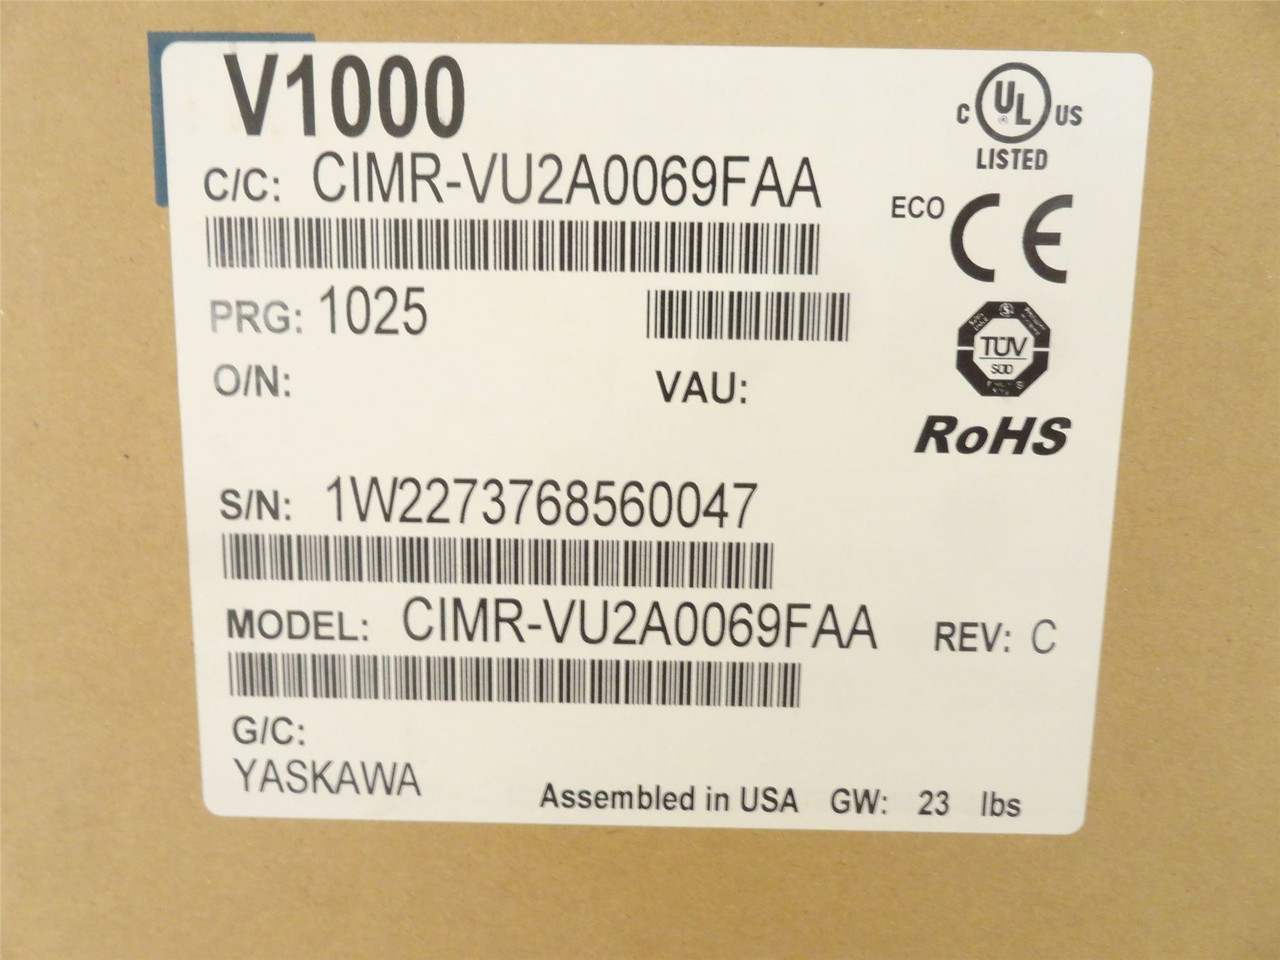 V1000
C UL US
LISTED
C/C: CIMR-VU2A0069FAA
ECO CE
PRG: 1025
TÜV
SÜD
O/N: VAU:
RoHS
S/N: 1W2273768560047
MODEL: CIMR-VU2A0069FAA REV: C
G/C:
YASKAWA
Assembled in USA GW: 23 lbs